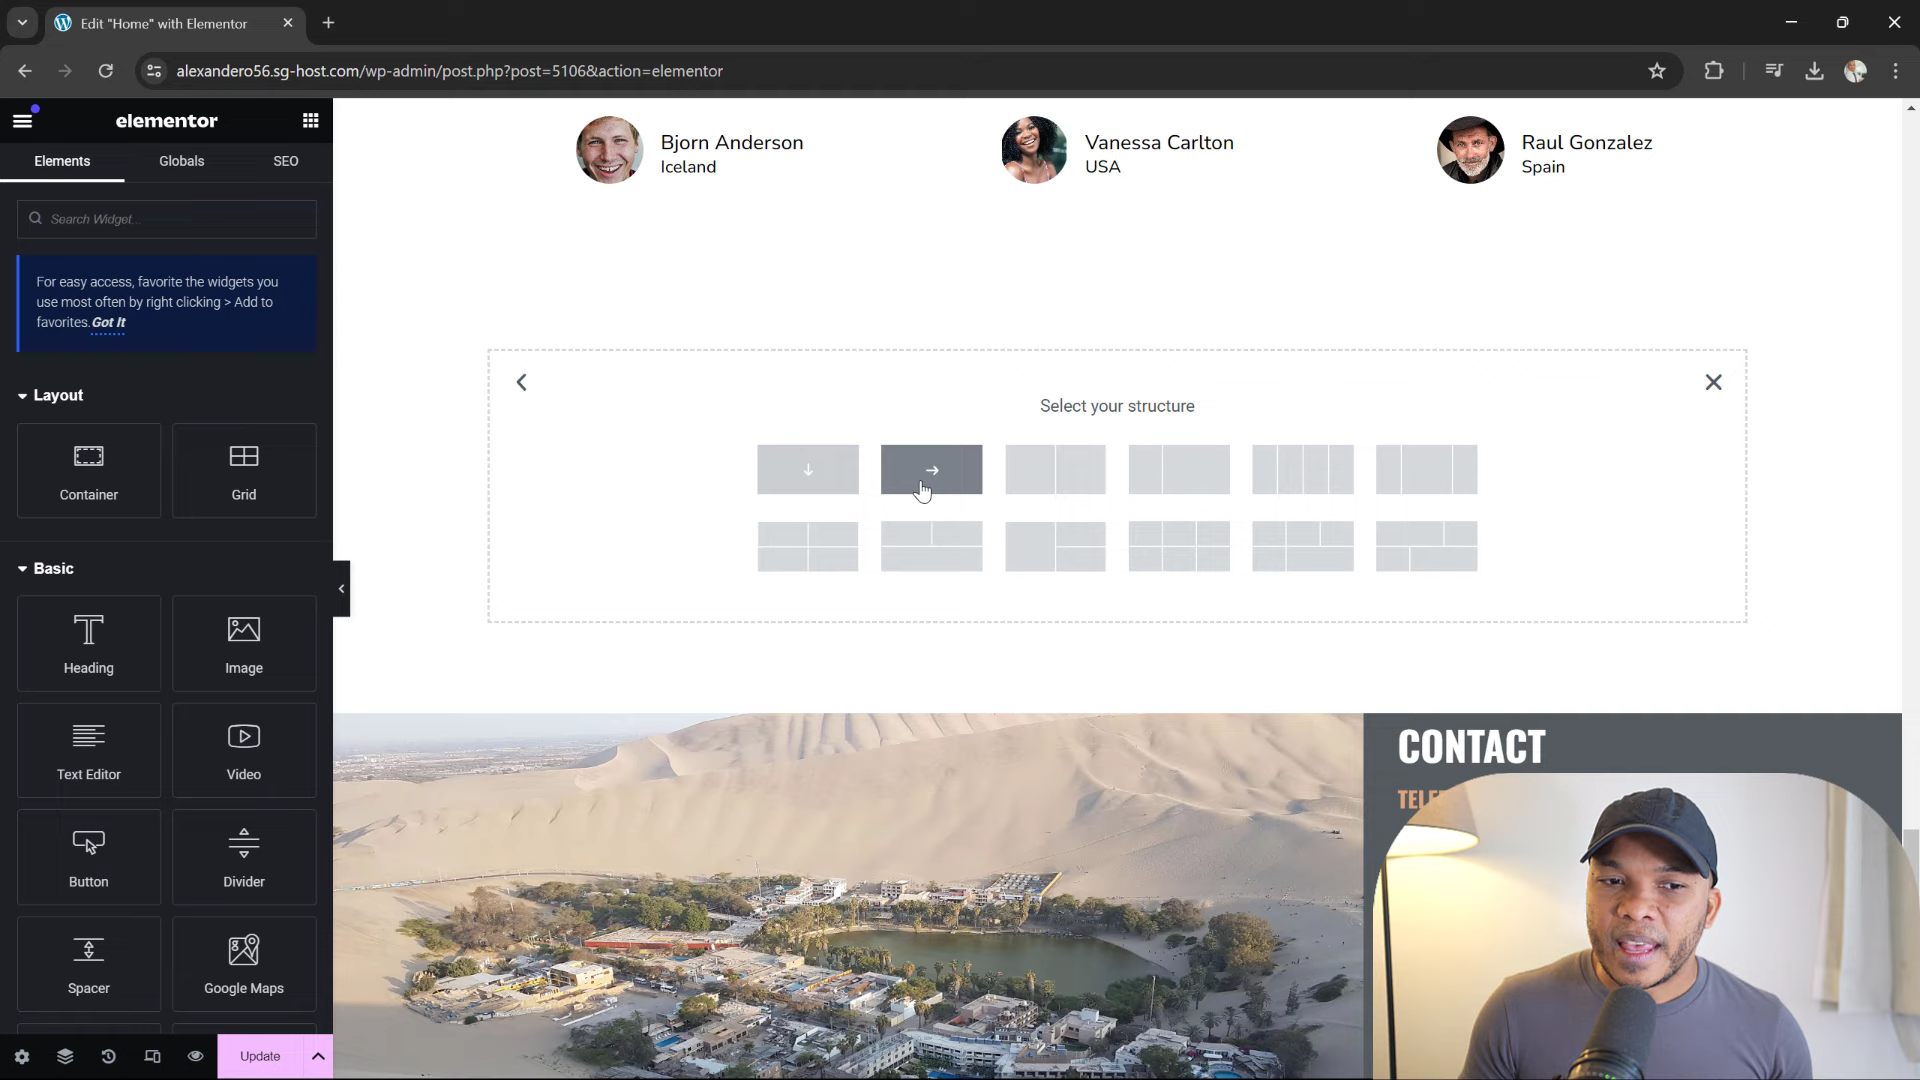 Edit "Home" with Elementor
alexandero56.sg-host.com/wp-admin/post.php?post=5106&action=elementor
elementor
Elements
Globals
SEO
Search Widget...
For easy access, favorite the widgets you
use most often by right clicking > Add to
favorites. Got It
Layout
Container
Grid
Basic
Heading
Image
Text Editor
Video
Button
Divider
Spacer
Google Maps
Update
Bjorn Anderson
Iceland
Vanessa Carlton
USA
Raul Gonzalez
Spain
Select your structure
CONTACT